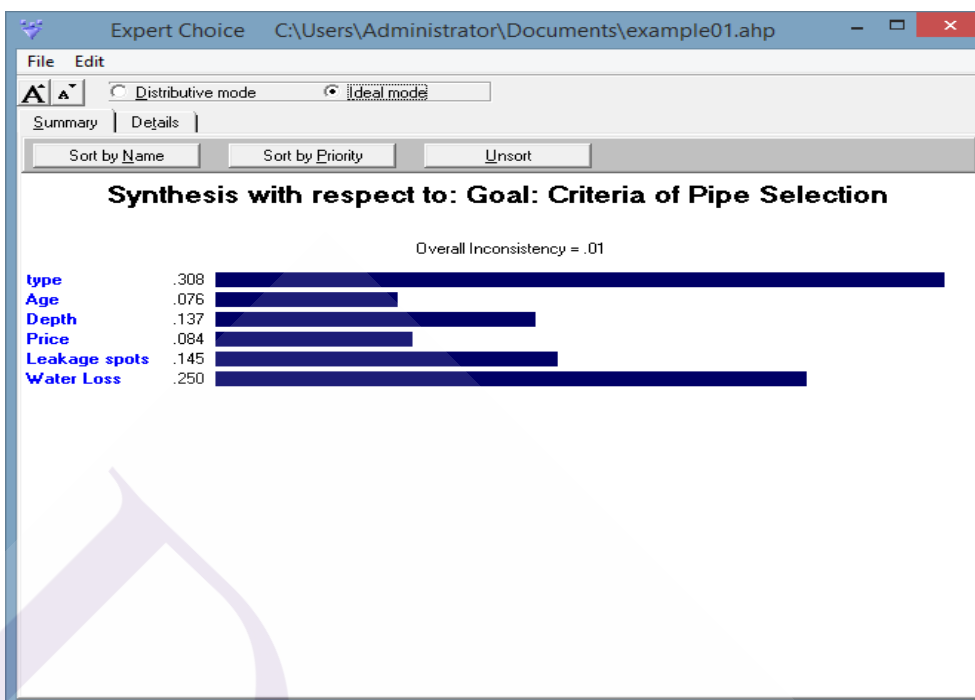 Expert Choice C:\Users\Administrator\Documents\example01.ahp
File Edit
A A Distributive mode Ideal mode
Summary Details
Sort by Name Sort by Priority Unsort
Synthesis with respect to: Goal: Criteria of Pipe Selection
Overall Inconsistency = .01
type .308
Age .076
Depth .137
Price .084
Leakage spots .145
Water Loss .250